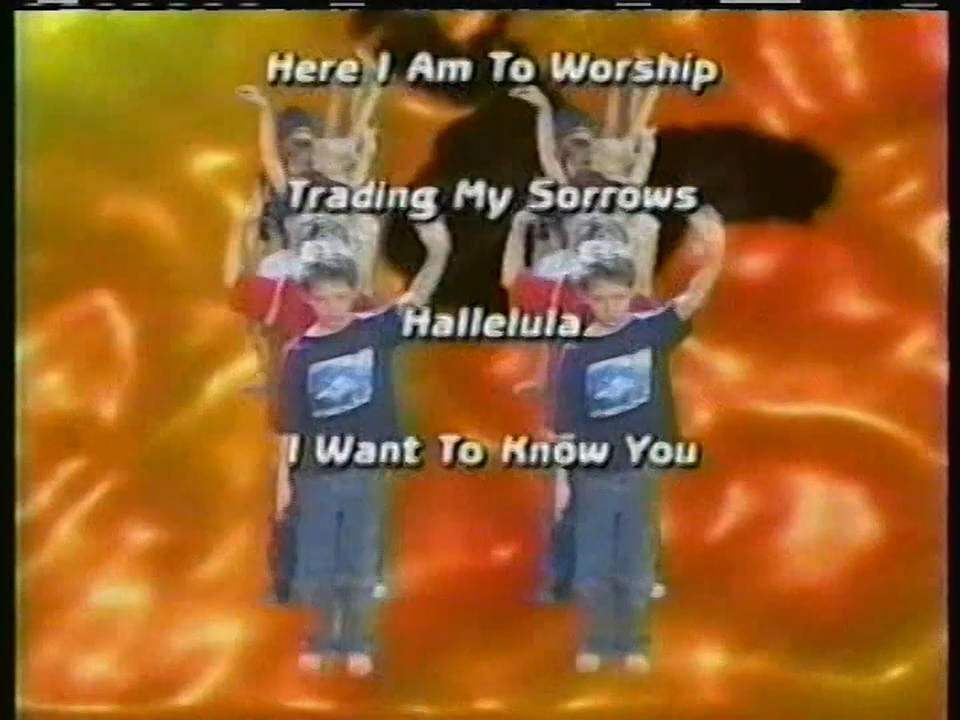 Here I Am To Worship
Trading My Sorrows
Hallelula
I Want To Know You